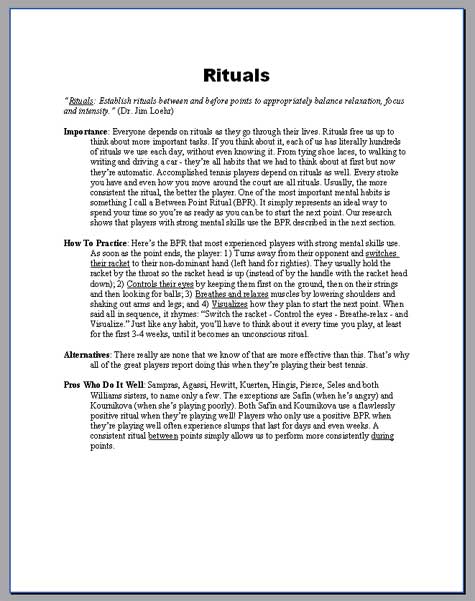 Rituals
"Rituals: Establish rituals between and before points to appropriately balance relaxation, focus
and intensity." (Dr. Jim Loehr)
Importance: Everyone depends on rituals as they go through their lives. Rituals free us up to
think about more important tasks. If you think about it, each of us has literally hundreds
of rituals we use each day, without even knowing it. From tying shoe laces, to walking to
writing and driving a car - they're all habits that we had to think about at first but now
they're automatic. Accomplished tennis players depend on rituals as well. Every stroke
you have and even how you move around the court are all rituals. Usually, the more
consistent the ritual, the better the player. One of the most important mental habits is
something I call a Between Point Ritual (BPR). It simply represents an ideal way to
spend your time so you're as ready as you can be to start the next point. Our research
shows that players with strong mental skills use the BPR described in the next section.
How To Practice: Here's the BPR that most experienced players with strong mental skills use.
As soon as the point ends, the player: 1) Turns away from their opponent and switches
their racket to their non-dominant hand (left hand for righties). They usually hold the
racket by the throat so the racket head is up (instead of by the handle with the racket head
down); 2) Controls their eyes by keeping them first on the ground, then on their strings
and then looking for balls; 3) Breathes and relaxes muscles by lowering shoulders and
shaking out arms and legs; and 4) Visualizes how they plan to start the next point. When
said all in sequence, it rhymes: "Switch the racket - Control the eyes - Breathe-relax - and
Visualize." Just like any habit, you'll have to think about it every time you play, at least
for the first 3-4 weeks, until it becomes an unconscious ritual.
Alternatives: There really are none that we know of that are more effective than this. That's why
all of the great players report doing this when they're playing their best tennis.
Pros Who Do It Well: Sampras, Agassi, Hewitt, Kuerten, Hingis, Pierce, Seles and both
Williams sisters, to name only a few. The exceptions are Safin (when he's angry) and
Kournikova (when she's playing poorly). Both Safin and Kournikova use a flawlessly
positive ritual when they're playing well! Players who only use a positive BPR when
they're playing well often experience slumps that last for days and even weeks. A
consistent ritual between points simply allows us to perform more consistently during
points.